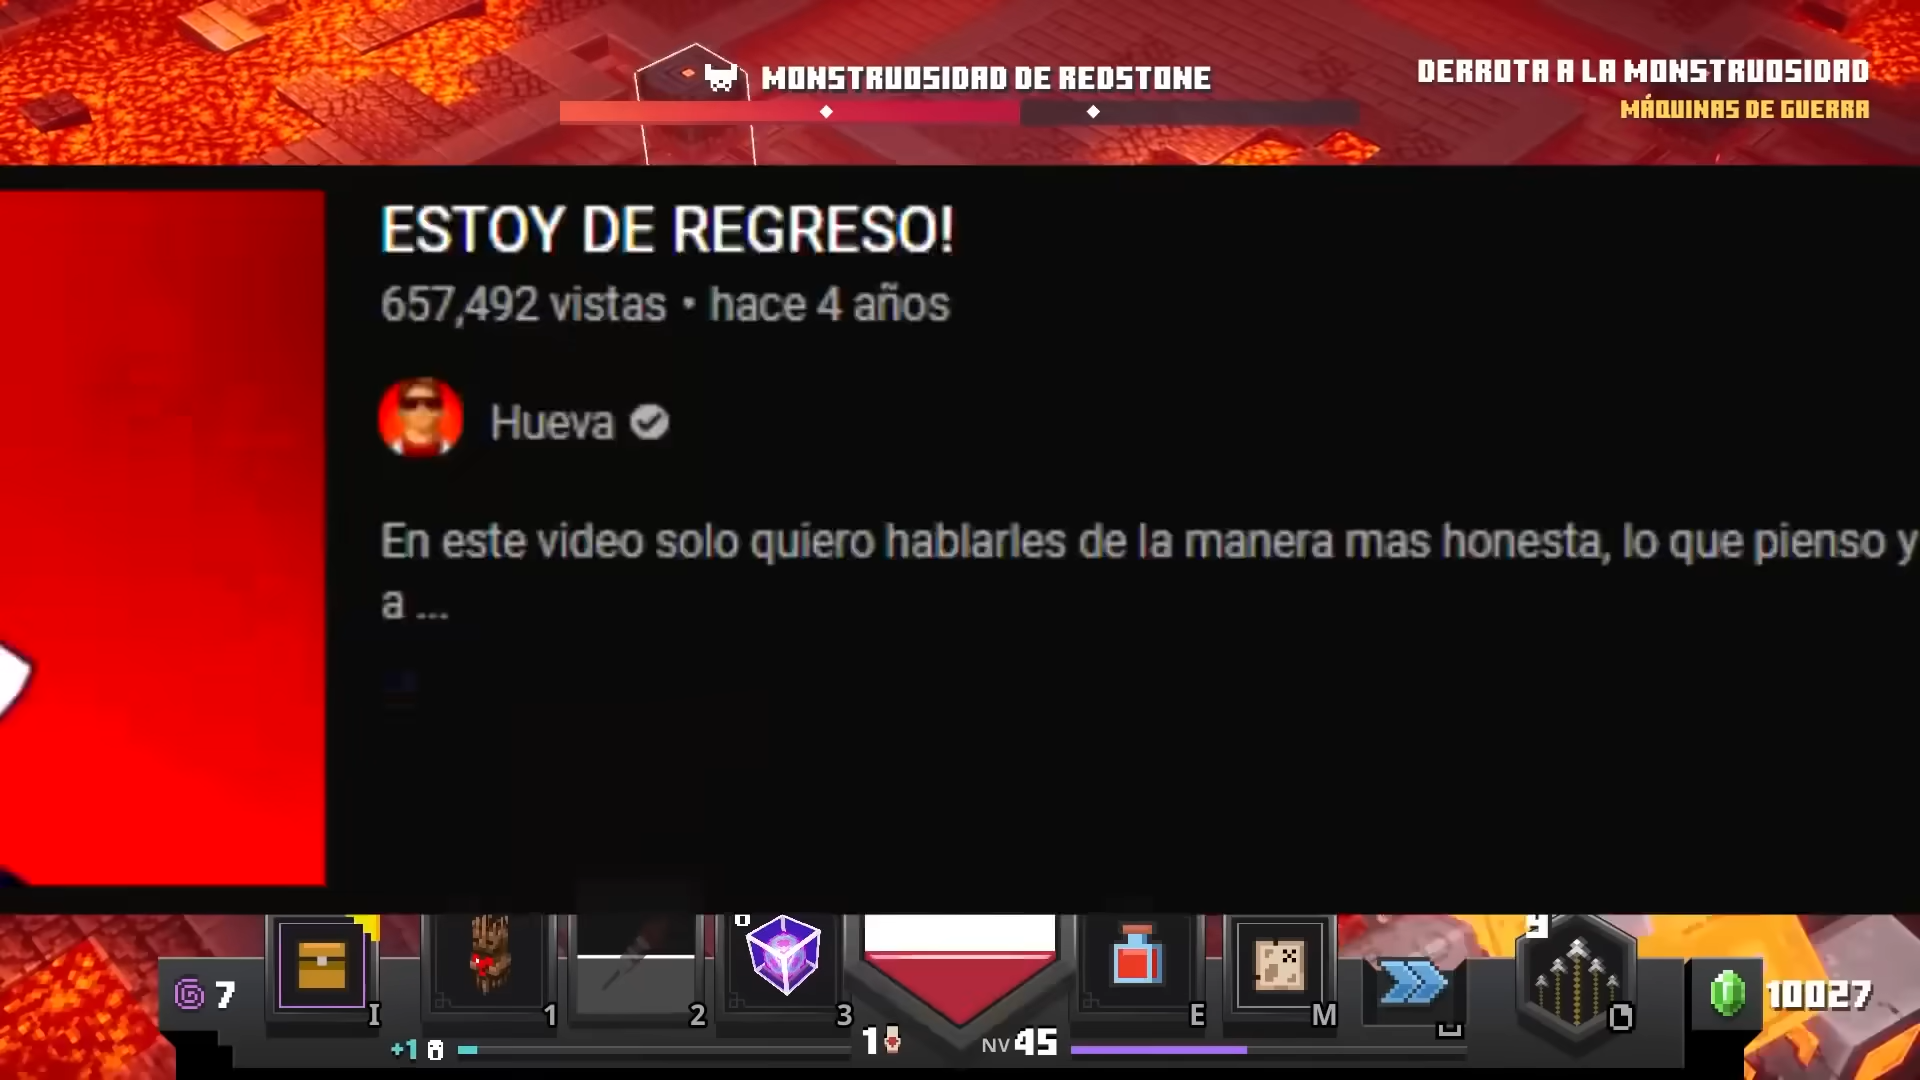 MONSTRUOSIDAD DE REDSTONE
DERROTA A LA MONSTRUOSIDAD
MÁQUINAS DE GUERRA
ESTOY DE REGRESO!
657,492 vistas • hace 4 años
Hueva
En este video solo quiero hablarles de la manera mas honesta, lo que pienso y
a ...
7
I
1
2
3
E
M
9
10027
+1
1
NV 45